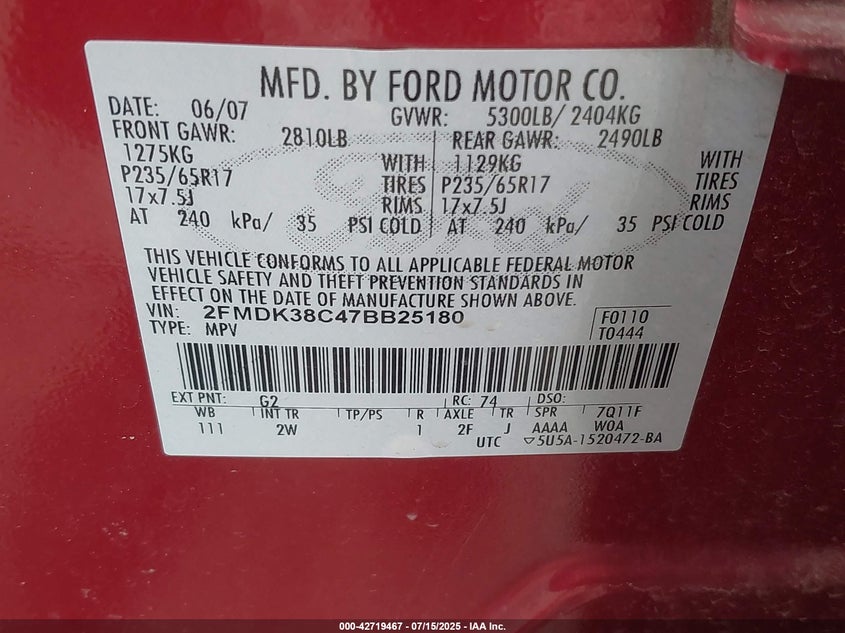 MFD. BY FORD MOTOR CO.
DATE: 06/07 GVWR: 5300LB/ 2404KG
FRONT GAWR: 2810LB REAR GAWR: 2490LB
1275KG WITH 1129KG WITH
P235/65R17 TIRES P235/65R17 TIRES
17x7.5J RIMS 17x7.5J RIMS
AT 240 kPa/ 35 PSI COLD AT 240 kPa/ 35 PSI COLD
THIS VEHICLE CONFORMS TO ALL APPLICABLE FEDERAL MOTOR
VEHICLE SAFETY AND THEFT PREVENTION STANDARDS IN
EFFECT ON THE DATE OF MANUFACTURE SHOWN ABOVE.
VIN: 2FMDK38C47BB25180 F0110
TYPE: MPV T0444
EXT PNT: G2 RC: 74 DSO:
WB INT TR TP/PS R AXLE TR SPR 7Q11F
111 2W 1 2F J AAAA W0A
UTC ▽5U5A-1520472-BA
000-42719467 - 07/15/2025 - IAA Inc.